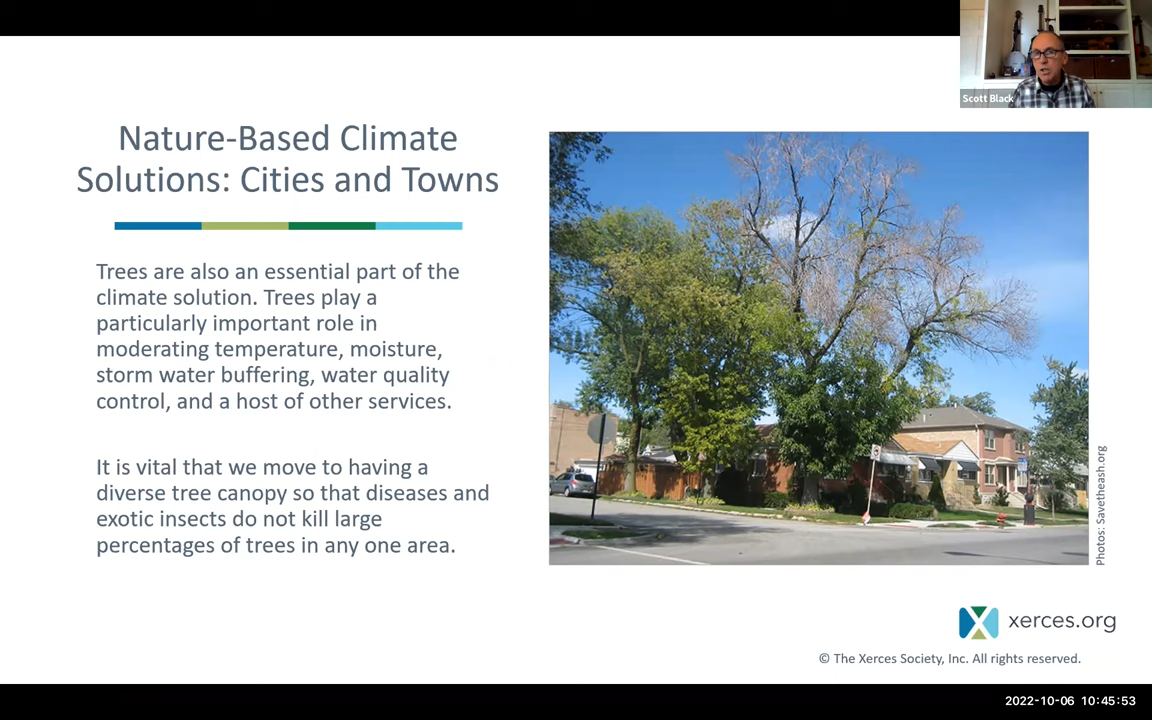 Scott Black
Nature-Based Climate
Solutions: Cities and Towns
Trees are also an essential part of the
climate solution. Trees play a
particularly important role in
moderating temperature, moisture,
storm water buffering, water quality
control, and a host of other services.
It is vital that we move to having a
diverse tree canopy so that diseases and
exotic insects do not kill large
percentages of trees in any one area.
Photos: Savetheash.org
xerces.org
© The Xerces Society, Inc. All rights reserved.
2022-10-06 10:45:53